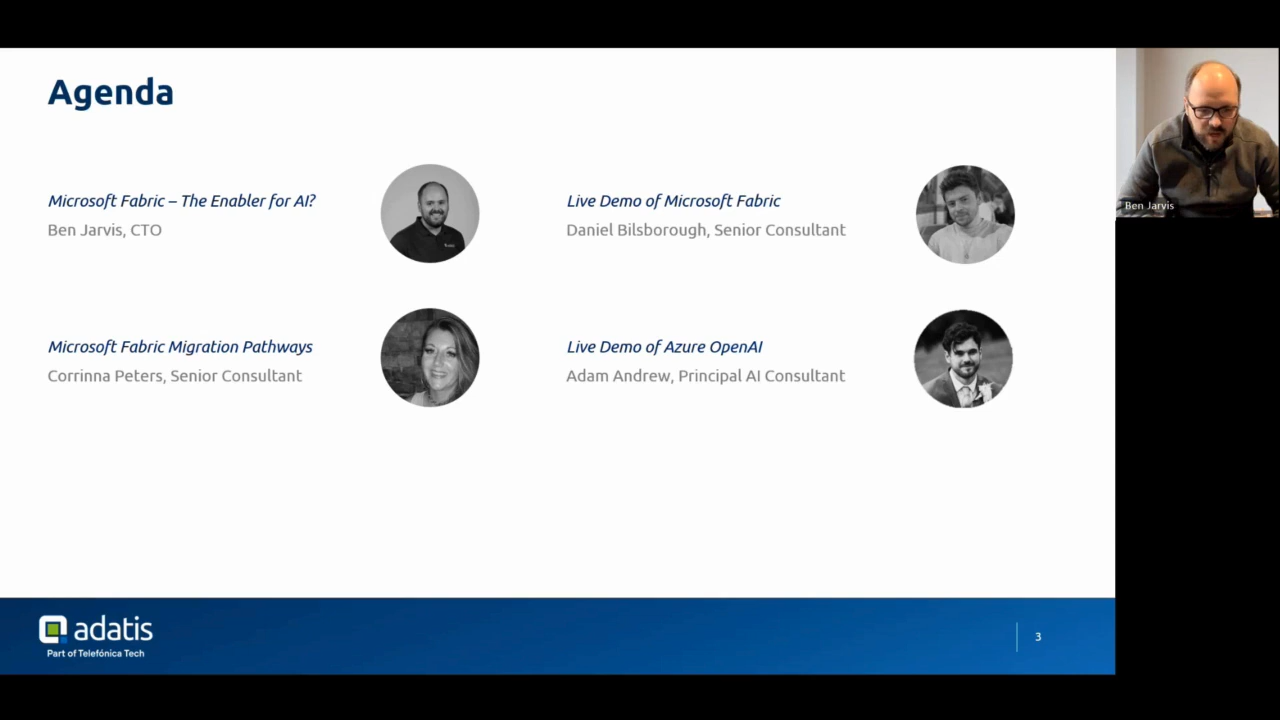 Agenda
Microsoft Fabric – The Enabler for AI?
Ben Jarvis, CTO
Live Demo of Microsoft Fabric
Daniel Bilsborough, Senior Consultant
Microsoft Fabric Migration Pathways
Corrinna Peters, Senior Consultant
Live Demo of Azure OpenAI
Adam Andrew, Principal AI Consultant
adatis
Part of Telefónica Tech
3
Ben Jarvis